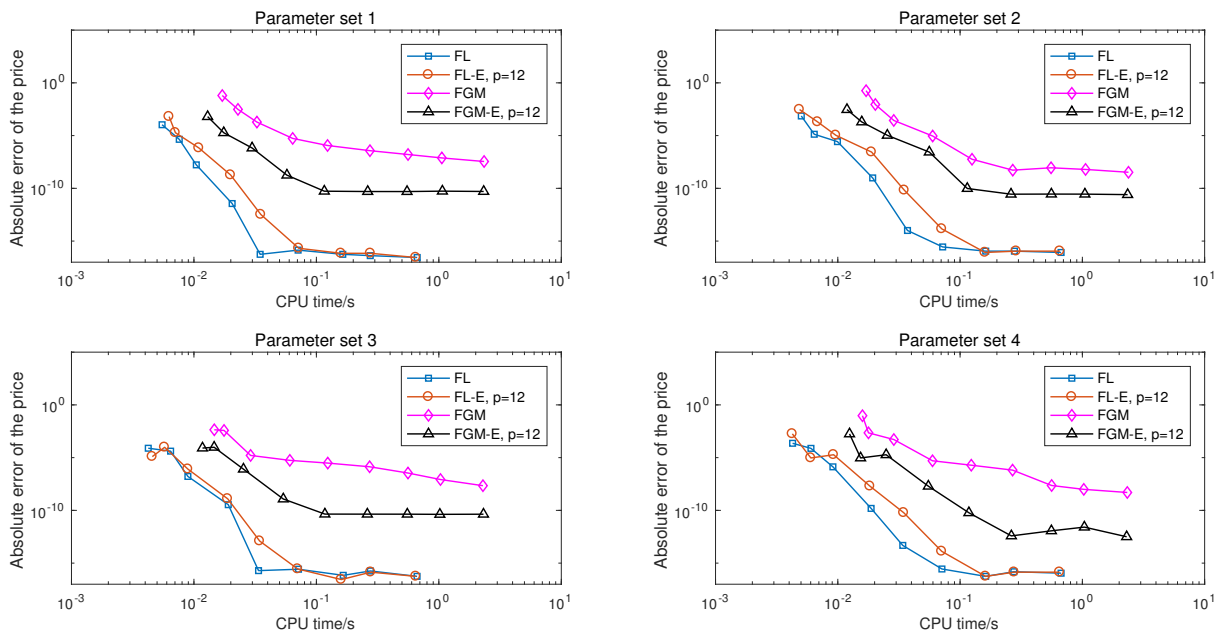 Parameter set 1
Absolute error of the price
10^0
10^-10
FL
FL-E, p=12
FGM
FGM-E, p=12
10^-3
10^-2
10^-1
10^0
10^1
CPU time/s
Parameter set 2
Absolute error of the price
10^0
10^-10
FL
FL-E, p=12
FGM
FGM-E, p=12
10^-3
10^-2
10^-1
10^0
10^1
CPU time/s
Parameter set 3
Absolute error of the price
10^0
10^-10
FL
FL-E, p=12
FGM
FGM-E, p=12
10^-3
10^-2
10^-1
10^0
10^1
CPU time/s
Parameter set 4
Absolute error of the price
10^0
10^-10
FL
FL-E, p=12
FGM
FGM-E, p=12
10^-3
10^-2
10^-1
10^0
10^1
CPU time/s